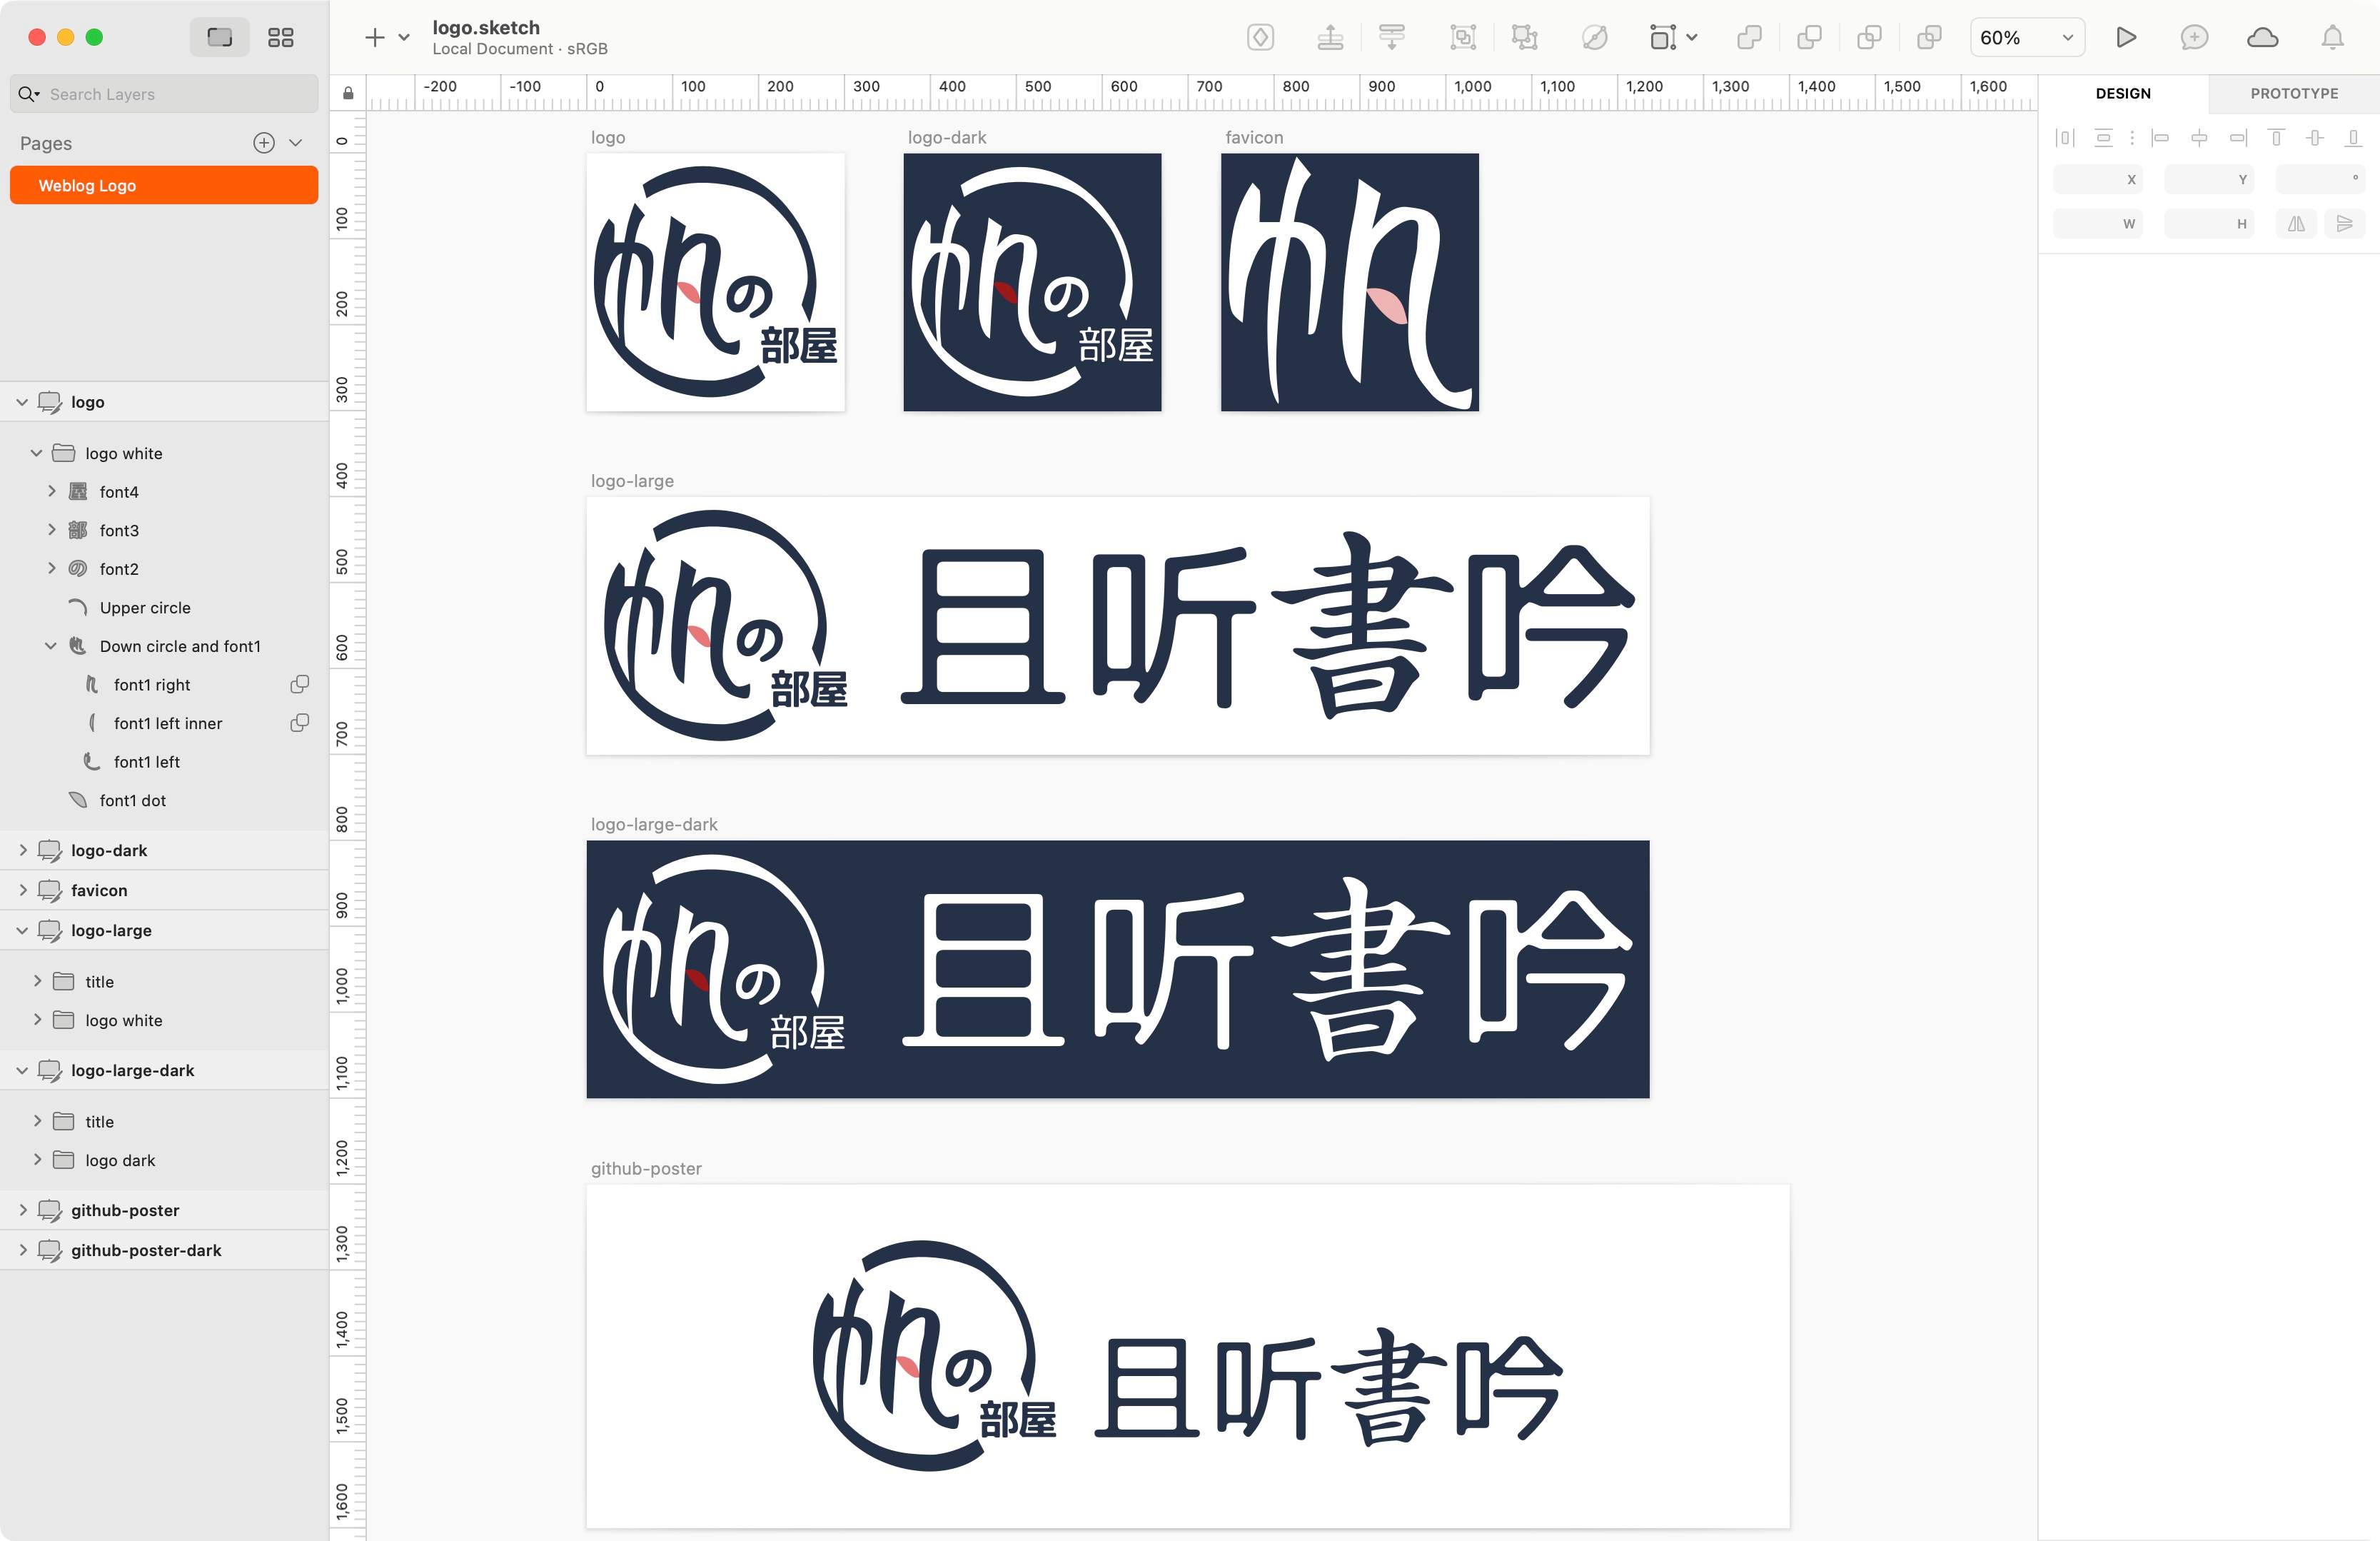 logo.sketch
Local Document · sRGB
60%
Search Layers
Pages
Weblog Logo
logo
logo white
font4
font3
font2
Upper circle
Down circle and font1
font1 right
font1 left inner
font1 left
font1 dot
logo-dark
favicon
logo-large
title
logo white
logo-large-dark
title
logo dark
github-poster
github-poster-dark
-200 -100 0 100 200 300 400 500 600 700 800 900 1,000 1,100 1,200 1,300 1,400 1,500 1,600
0
100
200
300
400
500
600
700
800
900
1,000
1,100
1,200
1,300
1,400
1,500
1,600
logo
帆の
部屋
logo-dark
帆の
部屋
favicon
帆
logo-large
帆の
部屋
且听書吟
logo-large-dark
帆の
部屋
且听書吟
github-poster
帆の
部屋
且听書吟
DESIGN PROTOTYPE
X Y °
W H